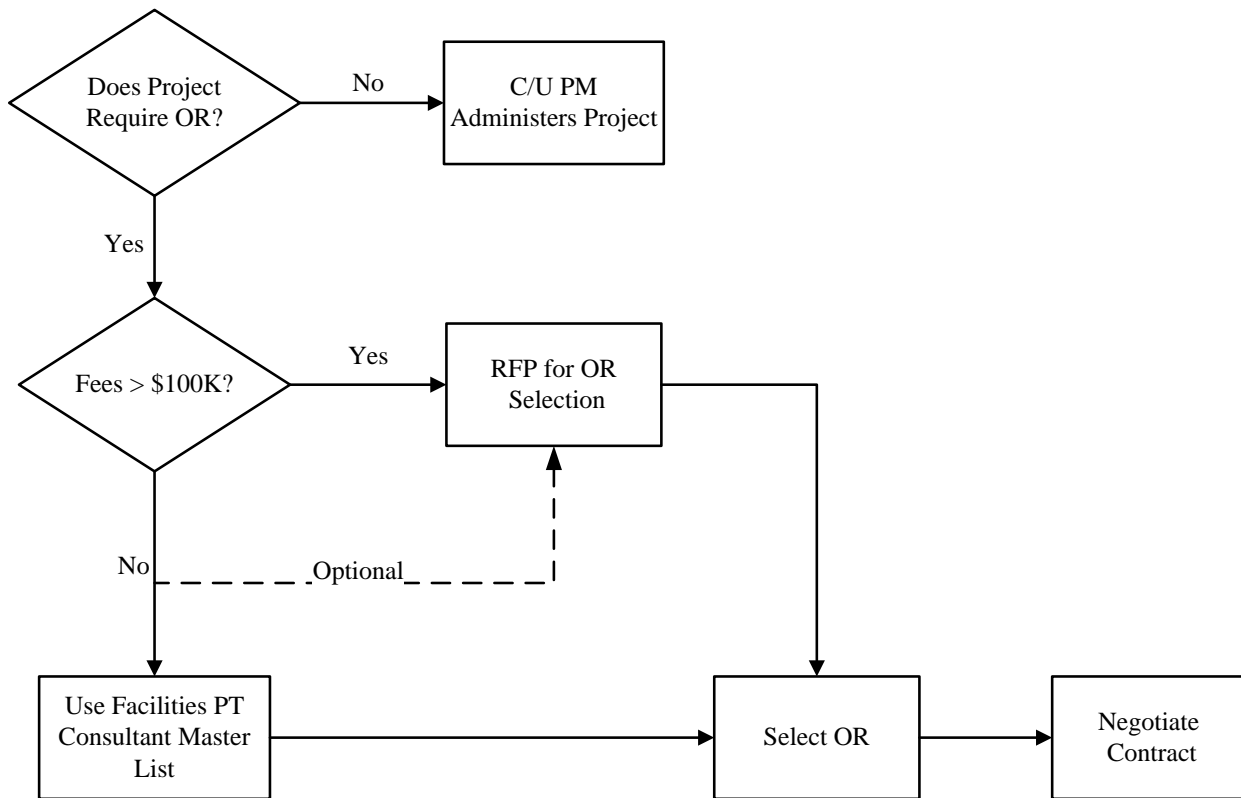 Does Project
Require OR?
No
C/U PM
Administers Project
Yes
Fees > $100K?
Yes
RFP for OR
Selection
No
Optional
Use Facilities PT
Consultant Master
List
Select OR
Negotiate
Contract